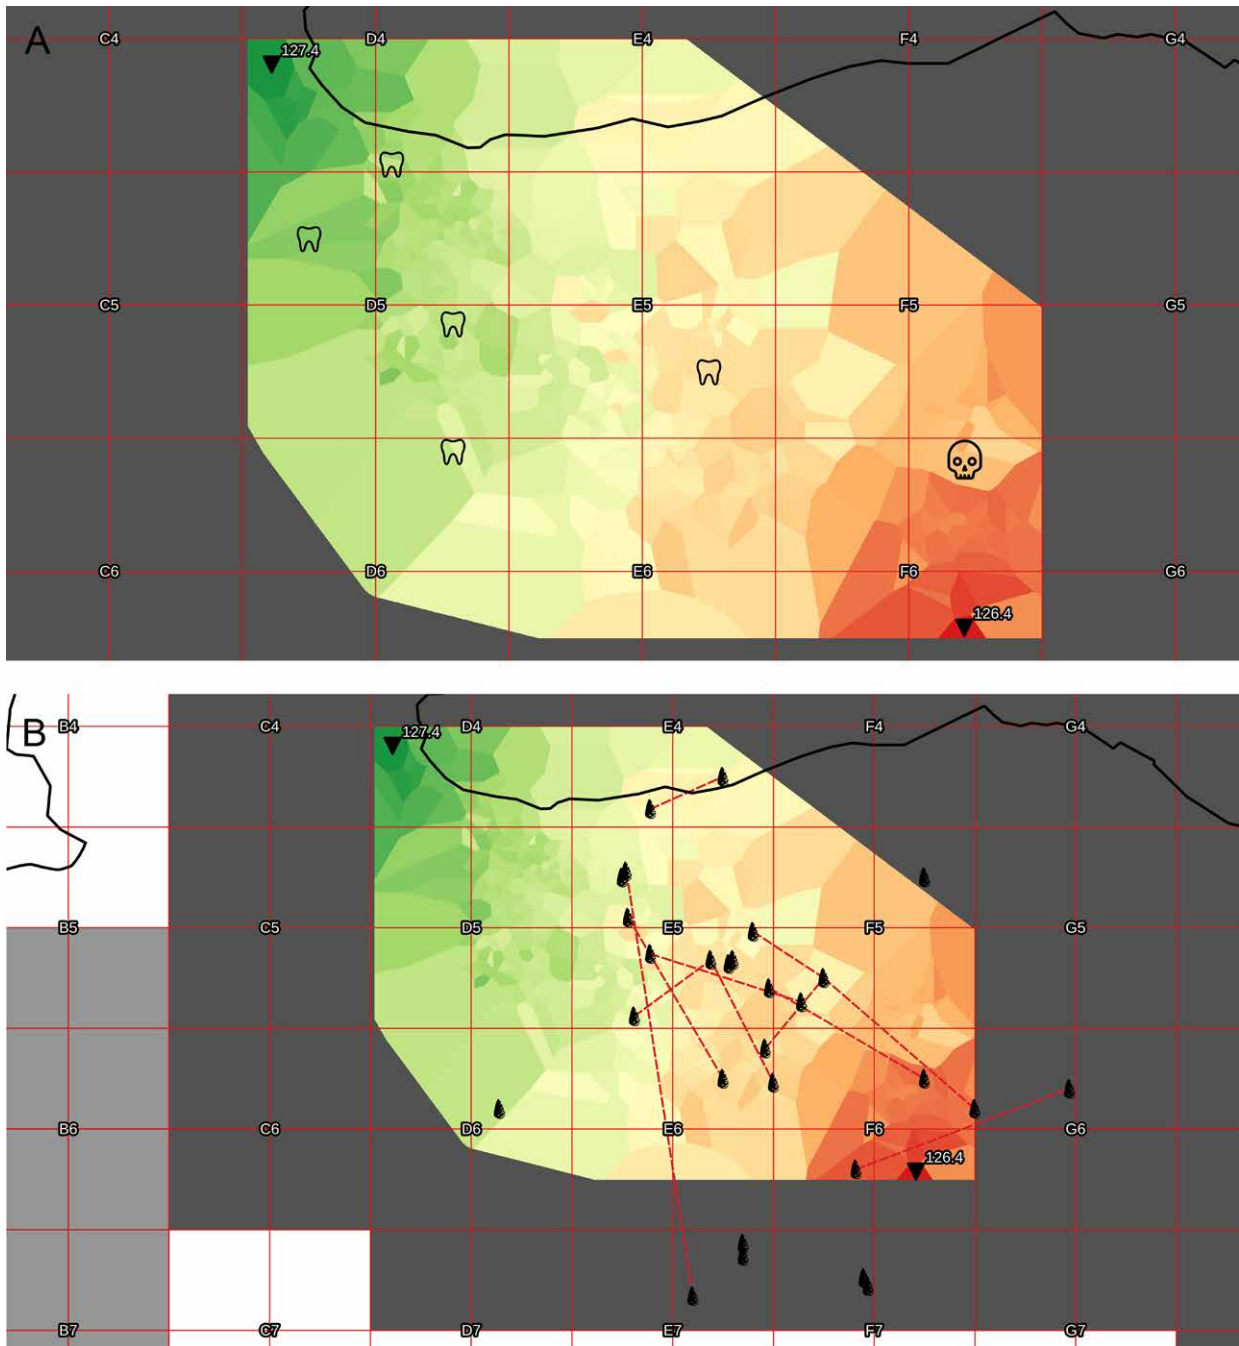 A
C4 D4 E4 F4 G4
127.4
C5 D5 E5 F5 G5
C6 D6 E6 F6 G6
126.4
B
B4 C4 D4 E4 F4 G4
127.4
B5 C5 D5 E5 F5 G5
B6 C6 D6 E6 F6 G6
126.4
B7 C7 D7 E7 F7 G7